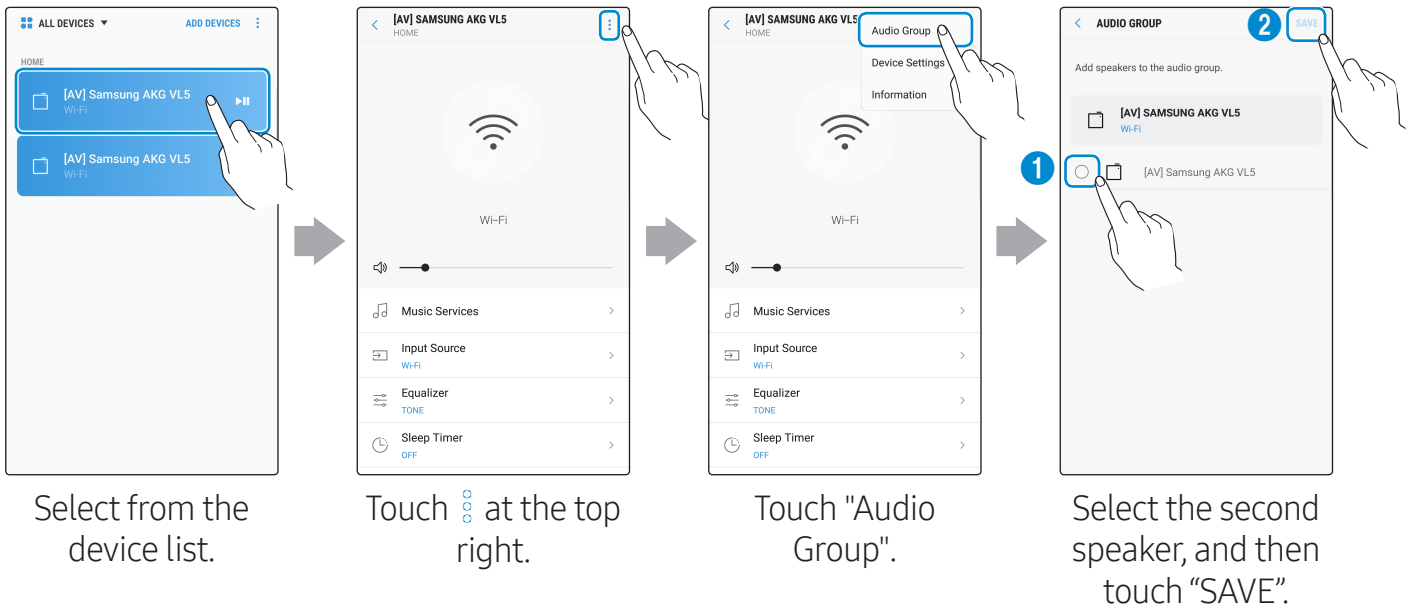 ALL DEVICES ▼ ADD DEVICES
HOME
[AV] Samsung AKG VL5
Wi-Fi
[AV] Samsung AKG VL5
Wi-Fi
Select from the
device list.
[AV] SAMSUNG AKG VL5
HOME
Wi-Fi
Music Services
Input Source
Wi-Fi
Equalizer
TONE
Sleep Timer
OFF
Touch at the top
right.
[AV] SAMSUNG AKG VL5
HOME
Audio Group
Device Settings
Information
Wi-Fi
Music Services
Input Source
Wi-Fi
Equalizer
TONE
Sleep Timer
OFF
Touch "Audio
Group".
AUDIO GROUP 2 SAVE
Add speakers to the audio group.
[AV] SAMSUNG AKG VL5
Wi-Fi
1 [AV] Samsung AKG VL5
Select the second
speaker, and then
touch “SAVE”.